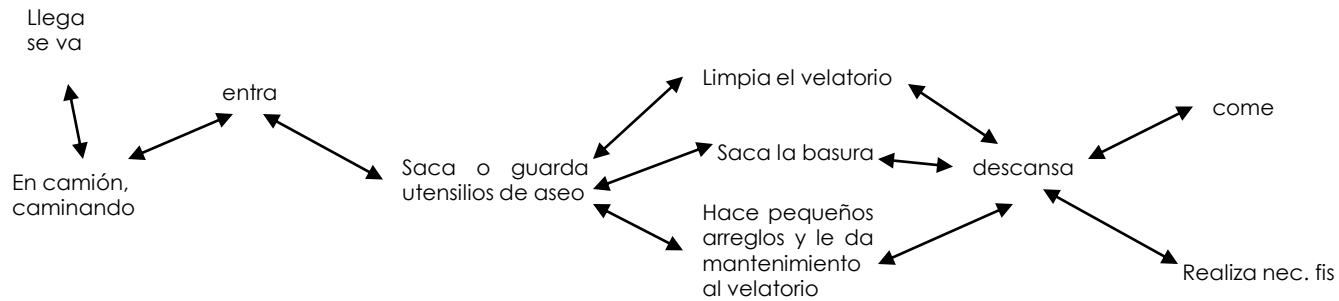 Llega
se va
En camión,
caminando
entra
Saca o guarda
utensilios de aseo
Limpia el velatorio
Saca la basura
Hace pequeños
arreglos y le da
mantenimiento
al velatorio
descansa
come
Realiza nec. fis